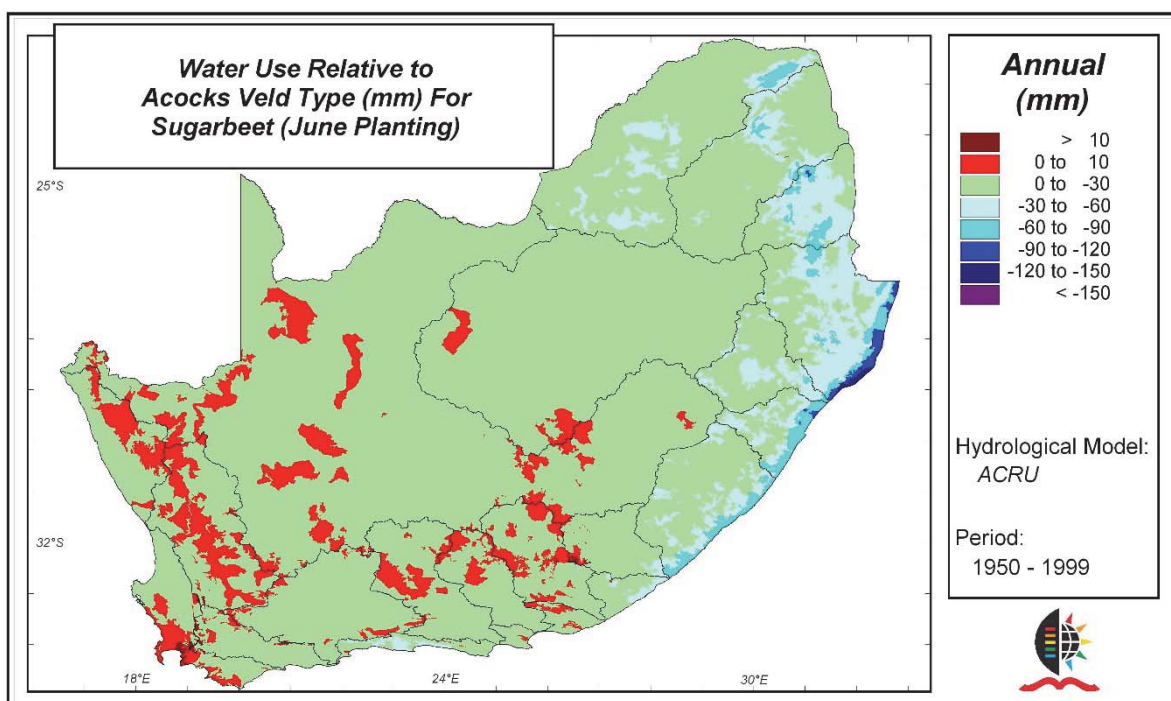 Water Use Relative to
Acocks Veld Type (mm) For
Sugarbeet (June Planting)
Annual
(mm)
> 10
0 to 10
0 to -30
-30 to -60
-60 to -90
-90 to -120
-120 to -150
< -150
25°S
32°S
18°E
24°E
30°E
Hydrological Model:
ACRU
Period:
1950 - 1999